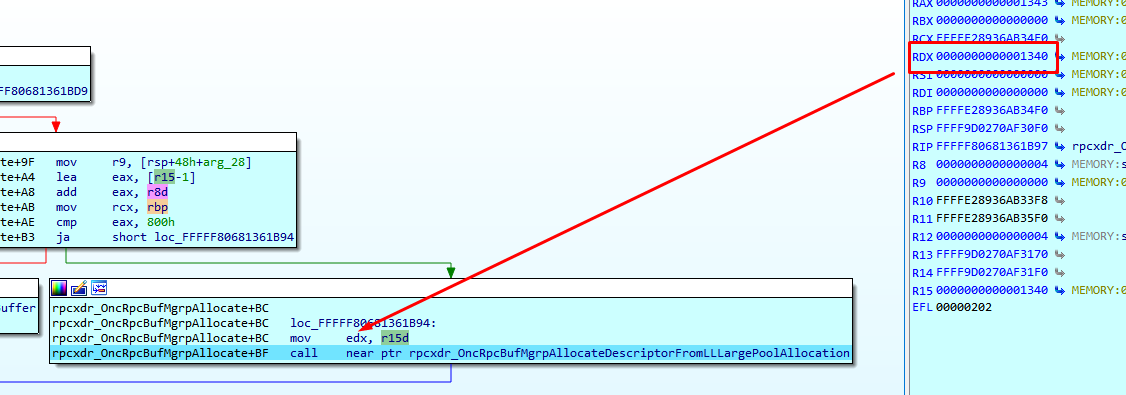 FF80681361BD9
te+9F mov r9, [rsp+48h+arg_28]
te+A4 lea eax, [r15-1]
te+A8 add eax, r8d
te+AB mov rcx, rbp
te+AE cmp eax, 800h
te+B3 ja short loc_FFFFF80681361B94
uffer
rpcxdr_OncRpcBufMgrpAllocate+BC
rpcxdr_OncRpcBufMgrpAllocate+BC loc_FFFFF80681361B94:
rpcxdr_OncRpcBufMgrpAllocate+BC mov edx, r15d
rpcxdr_OncRpcBufMgrpAllocate+BF call near ptr rpcxdr_OncRpcBufMgrpAllocateDescriptorFromLLLargePoolAllocation
RAX 0000000000001343 MEMORY:0
RBX 0000000000000000 MEMORY:0
RCX FFFFE28936AB34F0
RDX 0000000000001340 MEMORY:0
RSI 0000000000000000 MEMORY:0
RDI 0000000000000000 MEMORY:0
RBP FFFFE28936AB34F0
RSP FFFF9D0270AF30F0
RIP FFFFF80681361B97 rpcxdr_O
R8 0000000000000004 MEMORY:s
R9 0000000000000000 MEMORY:0
R10 FFFFE28936AB33F8
R11 FFFFE28936AB35F0
R12 0000000000000004 MEMORY:s
R13 FFFF9D0270AF3170
R14 FFFF9D0270AF31F0
R15 0000000000001340 MEMORY:0
EFL 00000202